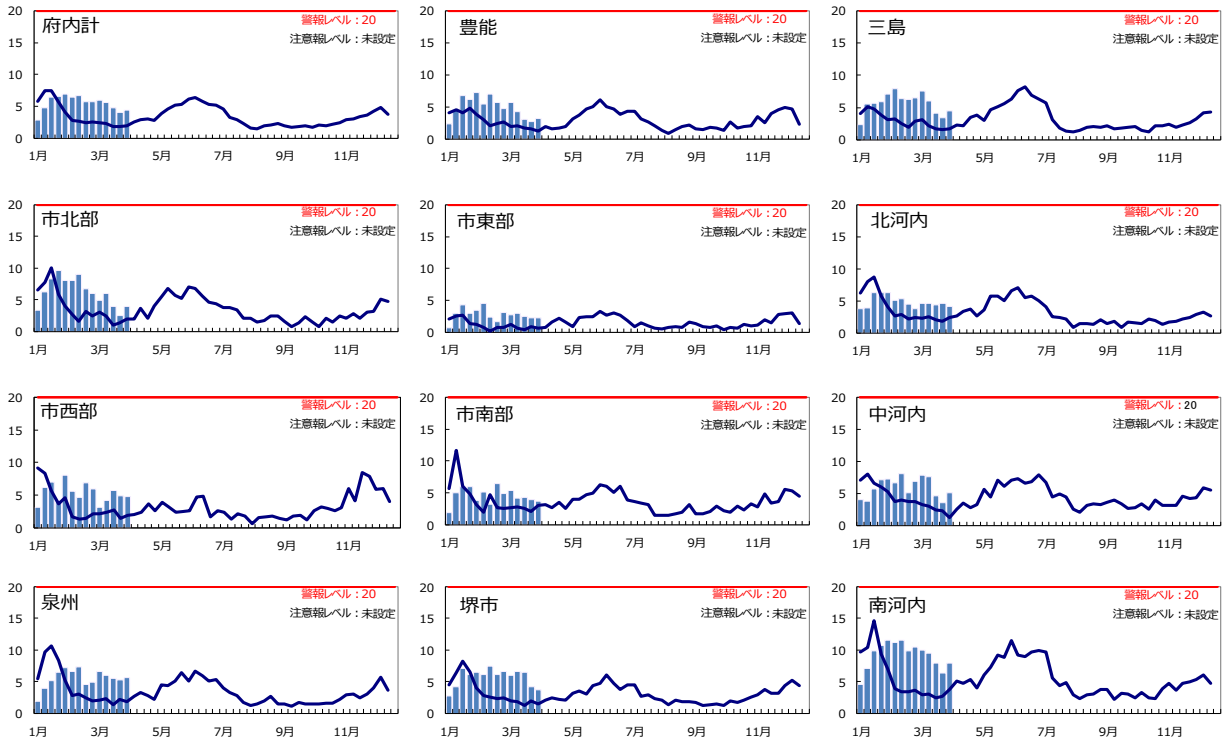 府内計
警報レベル：20
注意報レベル：未設定
20
15
10
5
0
1月 3月 5月 7月 9月 11月
豊能
警報レベル：20
注意報レベル：未設定
20
15
10
5
0
1月 3月 5月 7月 9月 11月
三島
警報レベル：20
注意報レベル：未設定
20
15
10
5
0
1月 3月 5月 7月 9月 11月
市北部
警報レベル：20
注意報レベル：未設定
20
15
10
5
0
1月 3月 5月 7月 9月 11月
市東部
警報レベル：20
注意報レベル：未設定
20
15
10
5
0
1月 3月 5月 7月 9月 11月
北河内
警報レベル：20
注意報レベル：未設定
20
15
10
5
0
1月 3月 5月 7月 9月 11月
市西部
警報レベル：20
注意報レベル：未設定
20
15
10
5
0
1月 3月 5月 7月 9月 11月
市南部
警報レベル：20
注意報レベル：未設定
20
15
10
5
0
1月 3月 5月 7月 9月 11月
中河内
警報レベル：20
注意報レベル：未設定
20
15
10
5
0
1月 3月 5月 7月 9月 11月
泉州
警報レベル：20
注意報レベル：未設定
20
15
10
5
0
1月 3月 5月 7月 9月 11月
堺市
警報レベル：20
注意報レベル：未設定
20
15
10
5
0
1月 3月 5月 7月 9月 11月
南河内
警報レベル：20
注意報レベル：未設定
20
15
10
5
0
1月 3月 5月 7月 9月 11月